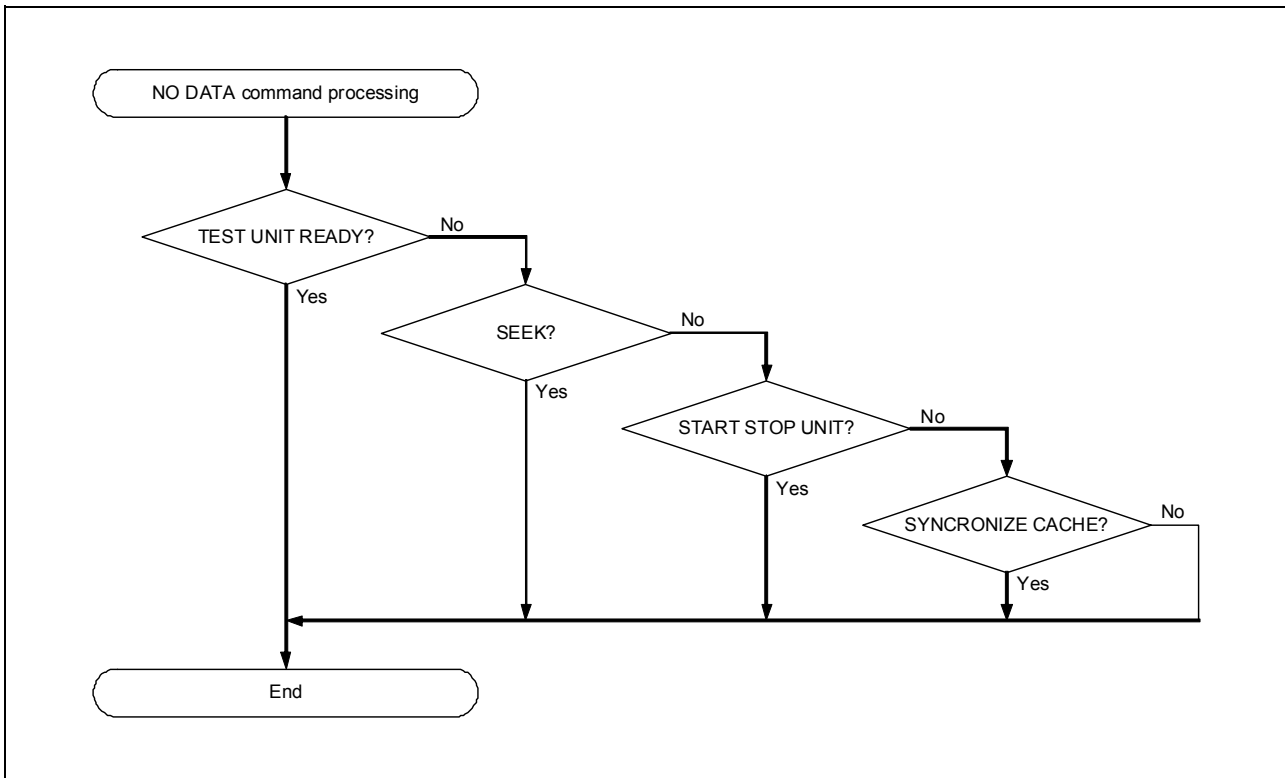 NO DATA command processing
TEST UNIT READY?
No
Yes
SEEK?
No
Yes
START STOP UNIT?
No
Yes
SYNCRONIZE CACHE?
No
Yes
End